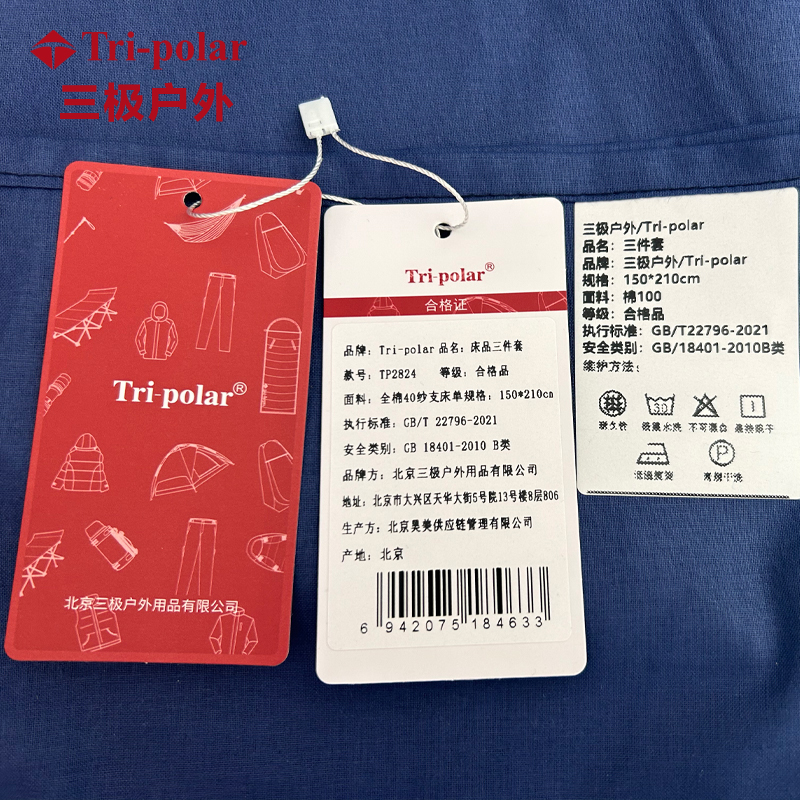 Tri-polar
三极户外
Tri-polar®
北京三极户外用品有限公司
Tri-polar®
合格证
品牌: Tri-polar 品名: 床品三件套
款号: TP2824 等级: 合格品
面料: 全棉40纱支床单规格: 150*210cm
执行标准: GB/T 22796-2021
安全类别: GB 18401-2010 B类
品牌方: 北京三极户外用品有限公司
地址: 北京市大兴区天华大街5号院13号楼8层806
生产方: 北京昊美供应链管理有限公司
产地: 北京
6 942075 184633
三极户外/Tri-polar
品名: 三件套
品牌: 三极户外/Tri-polar
规格: 150*210cm
面料: 棉100
等级: 合格品
执行标准: GB/T22796-2021
安全类别: GB/18401-2010B类
维护方法:
不可漂白
P